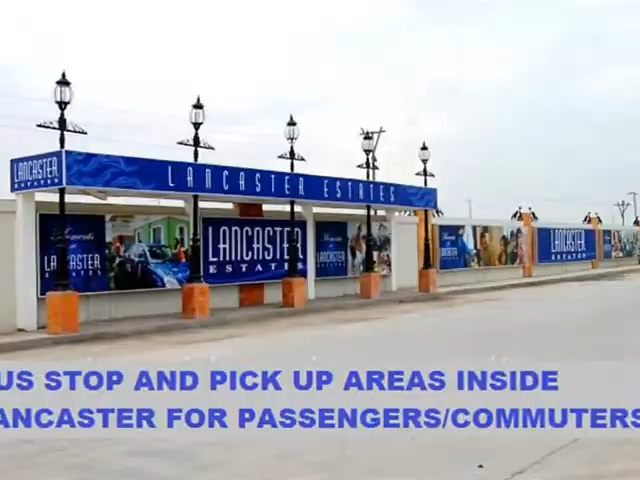 LANCASTER
ESTATES
LANCASTER ESTATES
LANCASTER
LANCASTER
ESTATES
LANCASTER
LANCASTER
ESTATES
US STOP AND PICK UP AREAS INSIDE
ANCASTER FOR PASSENGERS/COMMUTERS